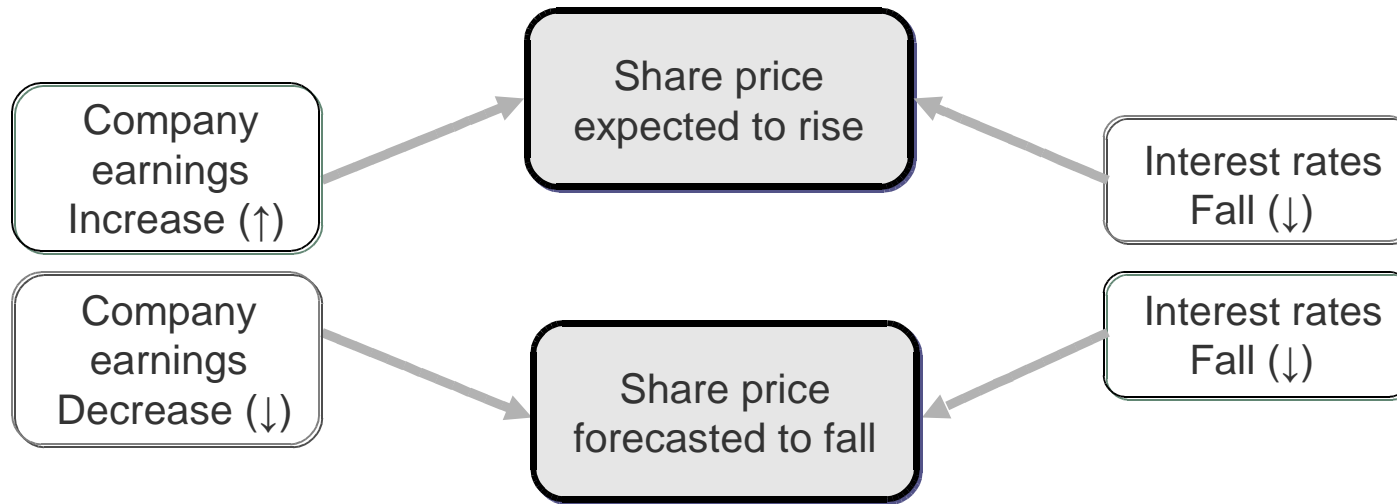 Company
earnings
Increase (↑)
Share price
expected to rise
Interest rates
Fall (↓)
Company
earnings
Decrease (↓)
Share price
forecasted to fall
Interest rates
Fall (↓)